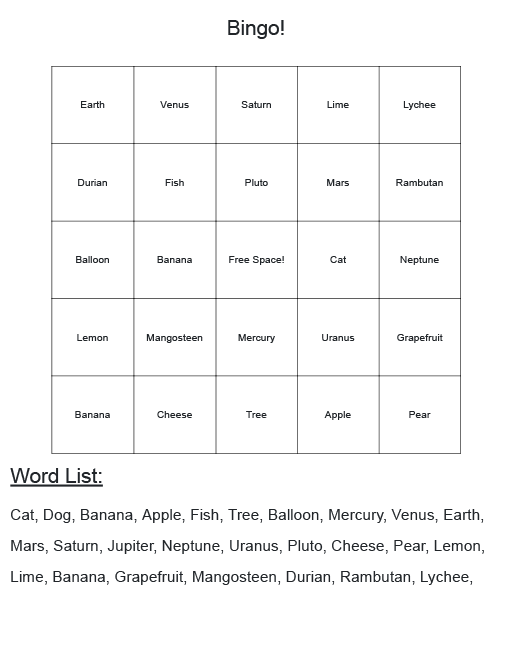 Bingo!
Earth Venus Saturn Lime Lychee
Durian Fish Pluto Mars Rambutan
Balloon Banana Free Space! Cat Neptune
Lemon Mangosteen Mercury Uranus Grapefruit
Banana Cheese Tree Apple Pear
Word List:
Cat, Dog, Banana, Apple, Fish, Tree, Balloon, Mercury, Venus, Earth,
Mars, Saturn, Jupiter, Neptune, Uranus, Pluto, Cheese, Pear, Lemon,
Lime, Banana, Grapefruit, Mangosteen, Durian, Rambutan, Lychee,